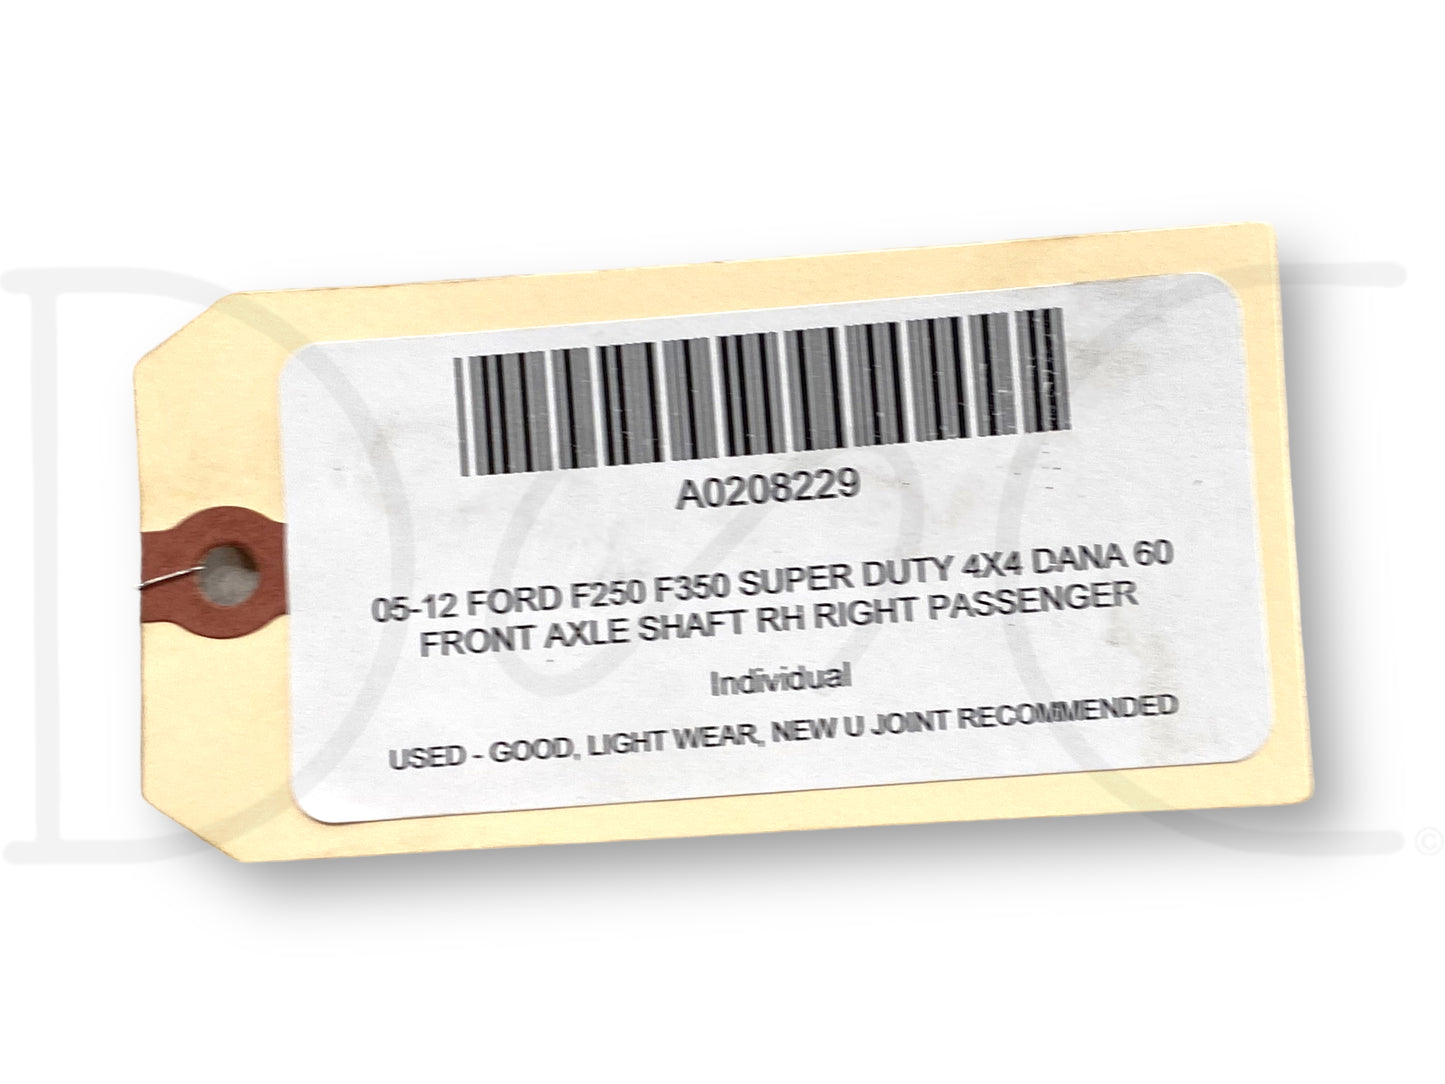 A0208229
05-12 FORD F250 F350 SUPER DUTY 4X4 DANA 60
FRONT AXLE SHAFT RH RIGHT PASSENGER
Individual
USED - GOOD, LIGHT WEAR, NEW U JOINT RECOMMENDED
©